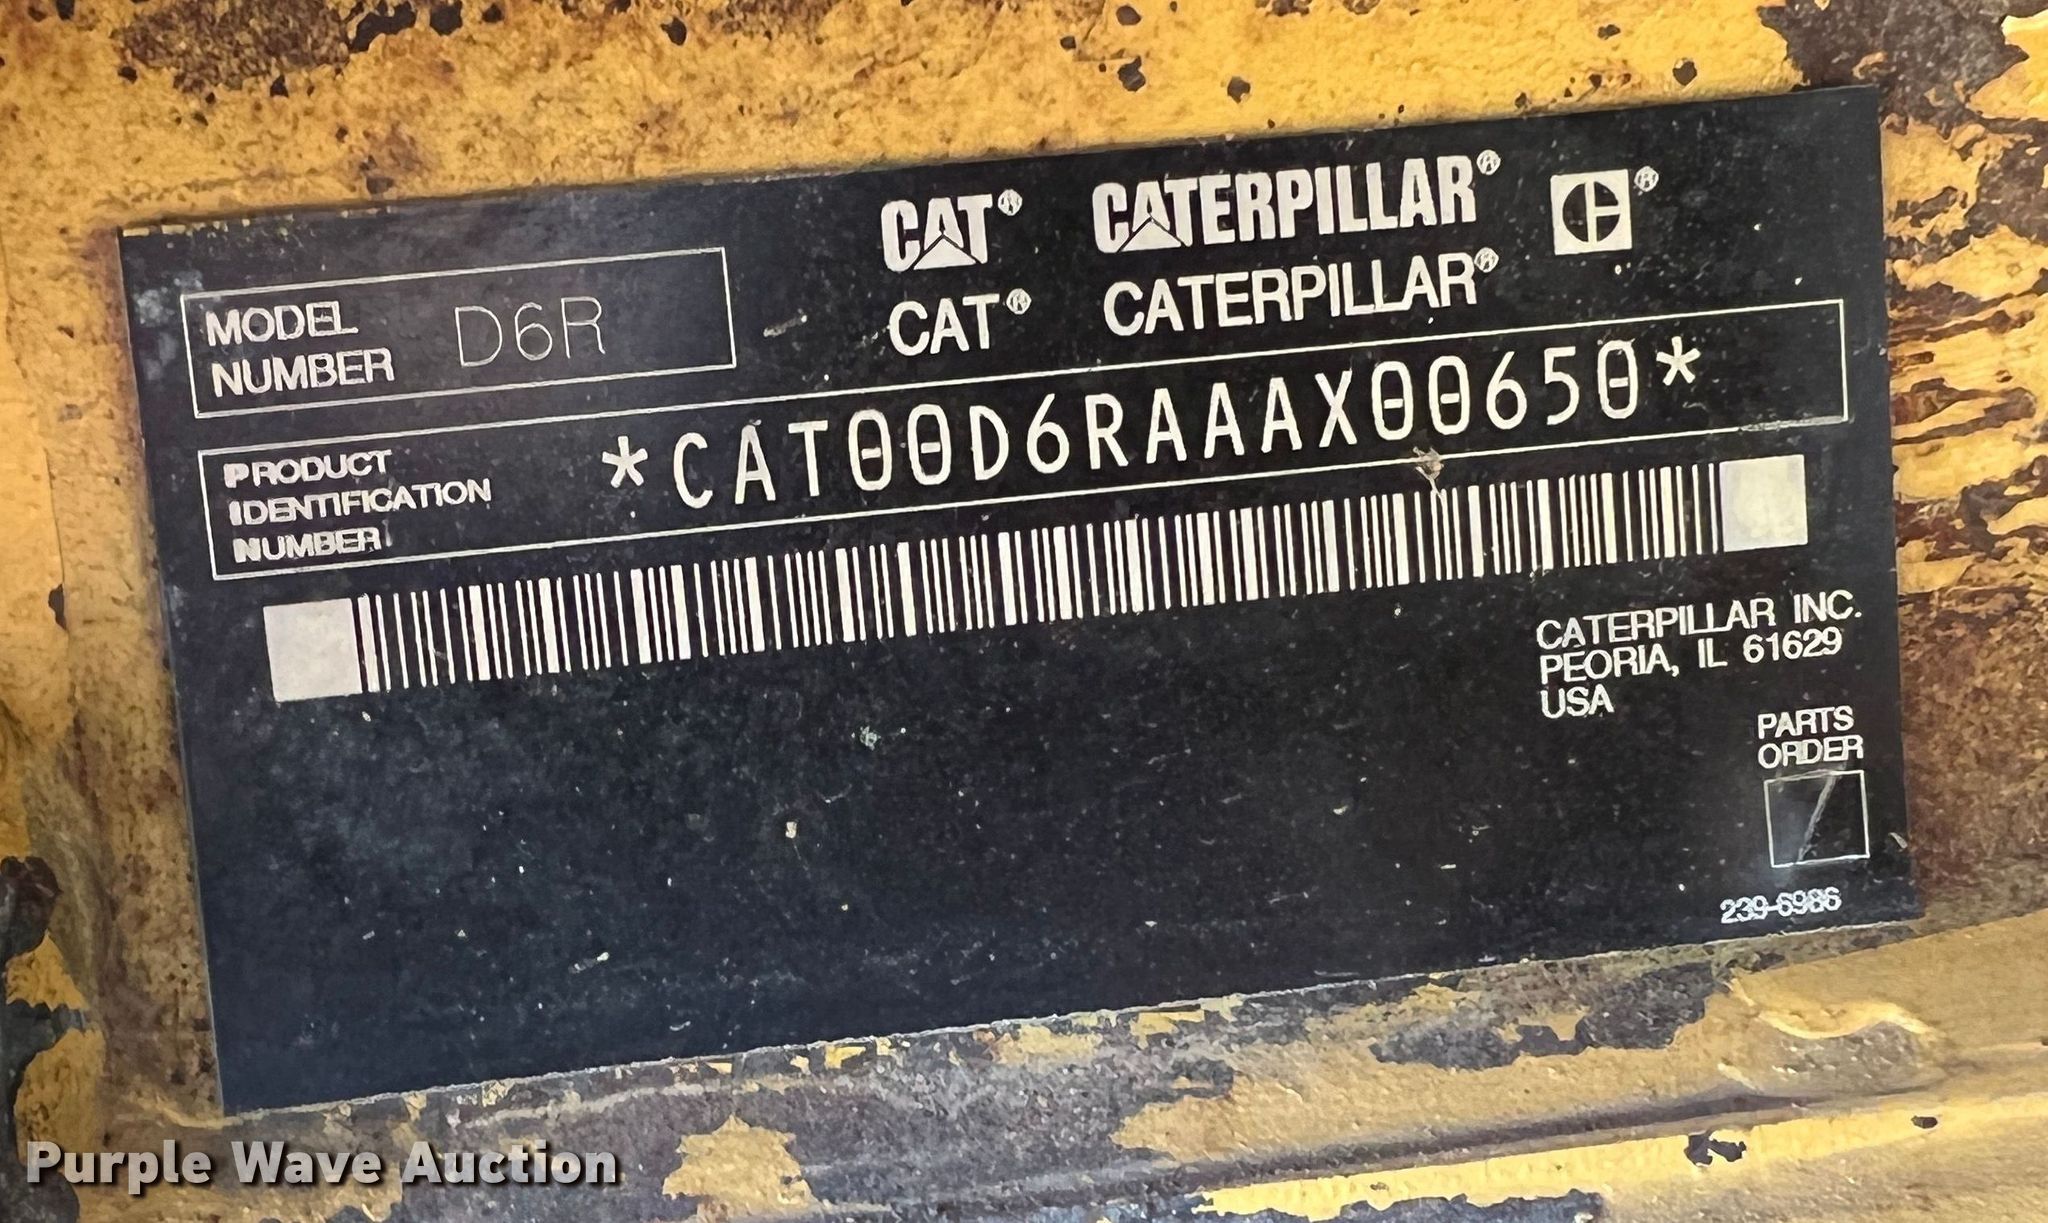 CAT® CATERPILLAR®
CAT® CATERPILLAR®
MODEL
NUMBER
D6R
PRODUCT
IDENTIFICATION
NUMBER
*CAT00D6RAAAX00650*
CATERPILLAR INC.
PEORIA, IL 61629
USA
PARTS
ORDER
239-6986
Purple Wave Auction